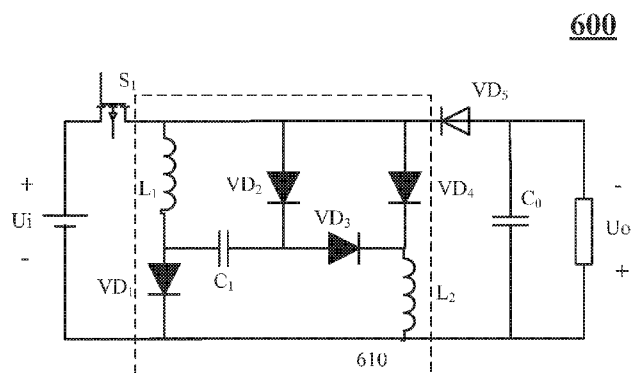 600
S₁
VD₅
+
Ui
-
L₁
VD₂
VD₄
VD₃
C₁
VD₁
L₂
C₀
-
Uo
+
610